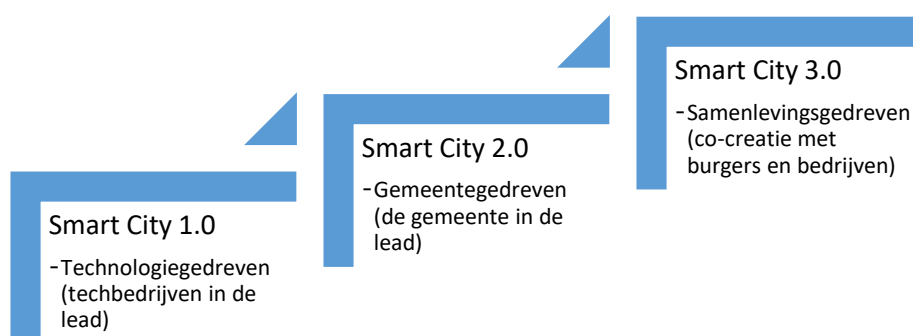 Smart City 1.0
-Technologiegedreven
(techbedrijven in de
lead)
Smart City 2.0
-Gemeentegedreven
(de gemeente in de
lead)
Smart City 3.0
-Samenlevingsgedreven
(co-creatie met
burgers en bedrijven)